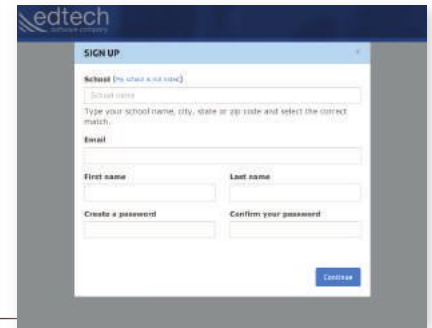 edtech
software company
SIGN UP
×
School (My school is not listed)
School name
Type your school name, city, state or zip code and select the correct
match.
Email
First name Last name
Create a password Confirm your password
Continue